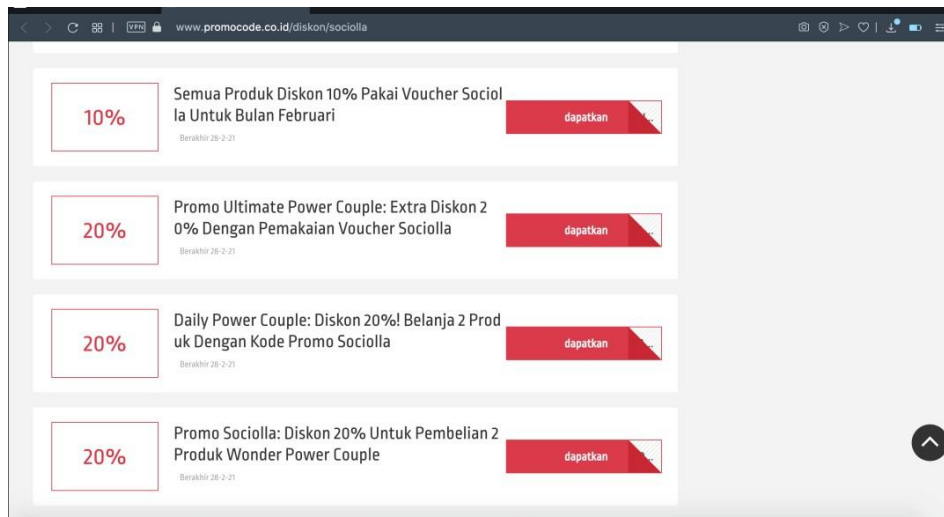 VPN www.promocode.co.id/diskon/sociolla
10%
Semua Produk Diskon 10% Pakai Voucher Sociol
la Untuk Bulan Februari
Berakhir 28-2-21
dapatkan
20%
Promo Ultimate Power Couple: Extra Diskon 2
0% Dengan Pemakaian Voucher Sociolla
Berakhir 28-2-21
dapatkan
20%
Daily Power Couple: Diskon 20%! Belanja 2 Prod
uk Dengan Kode Promo Sociolla
Berakhir 28-2-21
dapatkan
20%
Promo Sociolla: Diskon 20% Untuk Pembelian 2
Produk Wonder Power Couple
Berakhir 28-2-21
dapatkan